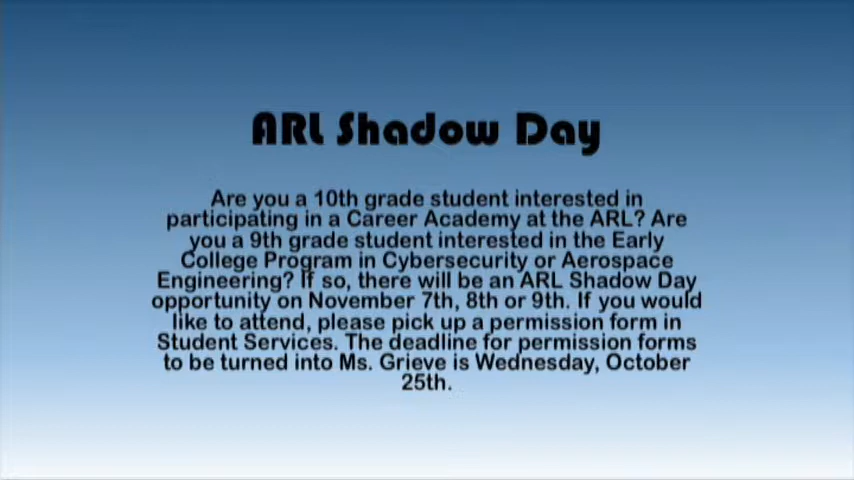 ARL Shadow Day
Are you a 10th grade student interested in
participating in a Career Academy at the ARL? Are
you a 9th grade student interested in the Early
College Program in Cybersecurity or Aerospace
Engineering? If so, there will be an ARL Shadow Day
opportunity on November 7th, 8th or 9th. If you would
like to attend, please pick up a permission form in
Student Services. The deadline for permission forms
to be turned into Ms. Grieve is Wednesday, October
25th.